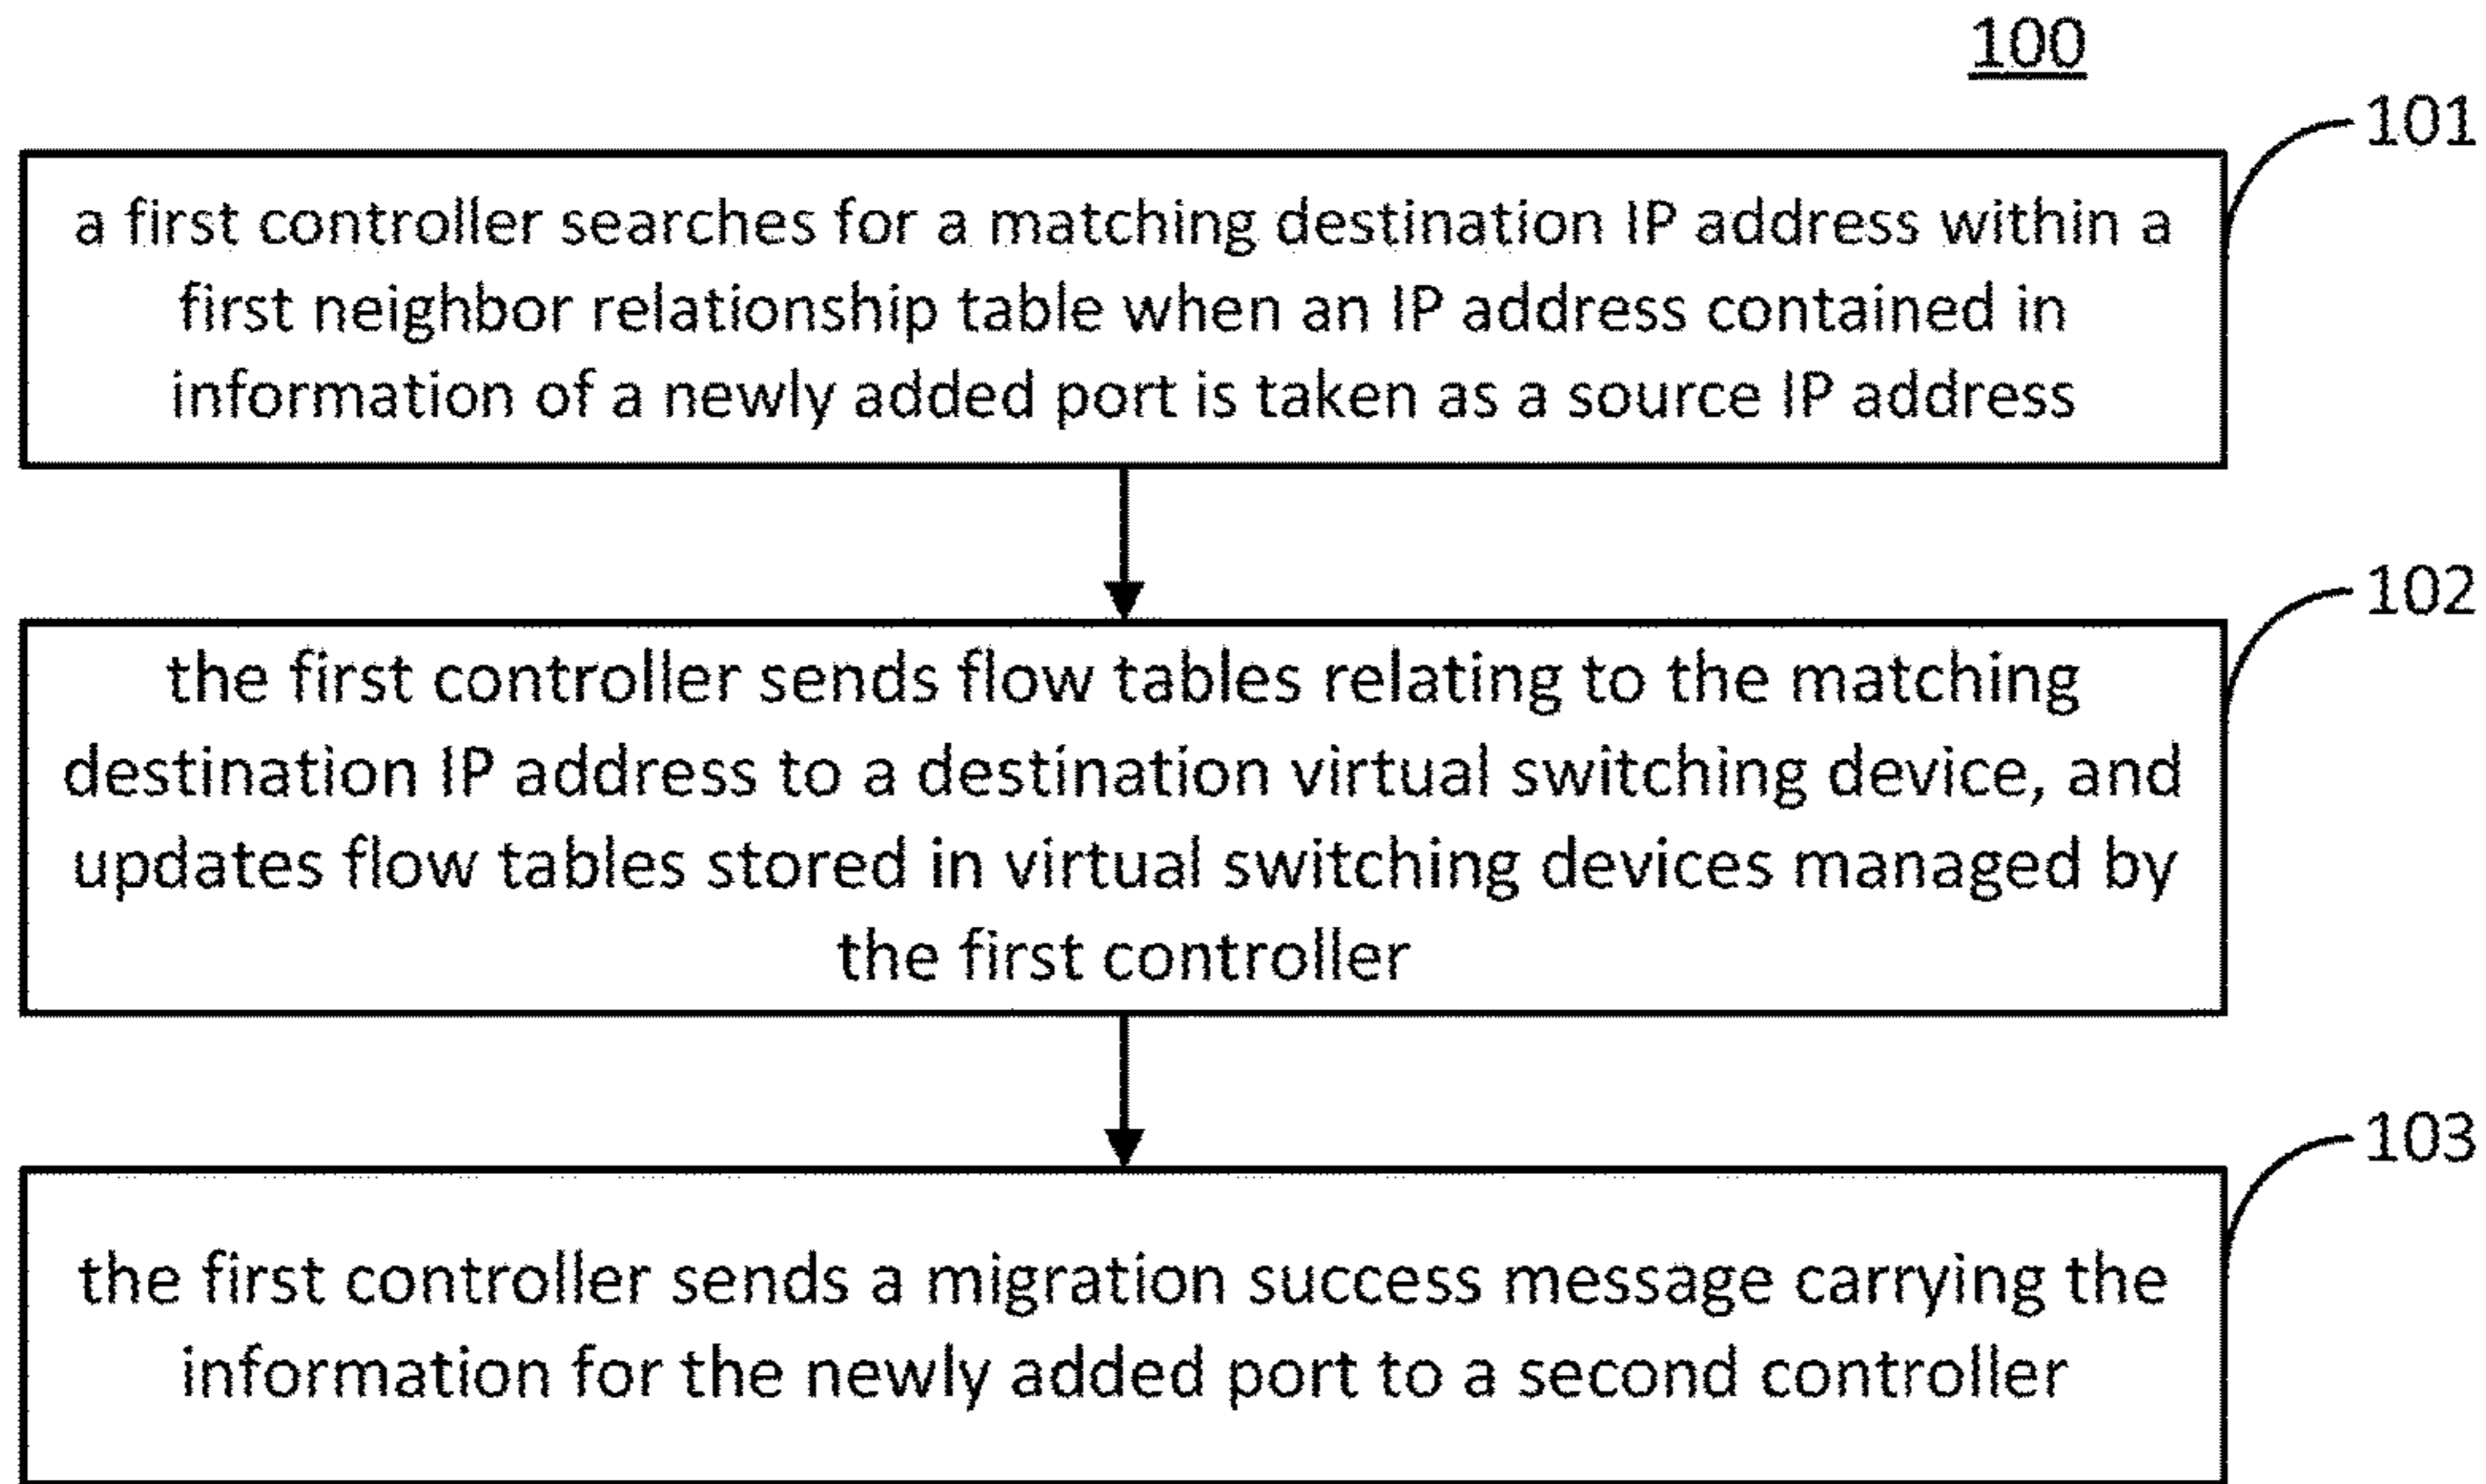 100
101
a first controller searches for a matching destination IP address within a
first neighbor relationship table when an IP address contained in
information of a newly added port is taken as a source IP address
102
the first controller sends flow tables relating to the matching
destination IP address to a destination virtual switching device, and
updates flow tables stored in virtual switching devices managed by
the first controller
103
the first controller sends a migration success message carrying the
information for the newly added port to a second controller